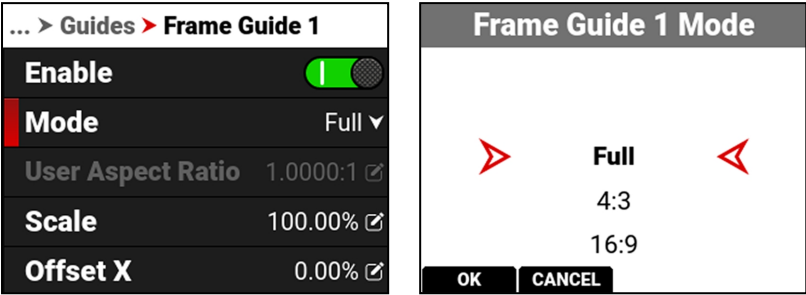 ... > Guides > Frame Guide 1
Enable
Mode Full
User Aspect Ratio 1.0000:1
Scale 100.00%
Offset X 0.00%
Frame Guide 1 Mode
Full
4:3
16:9
OK CANCEL